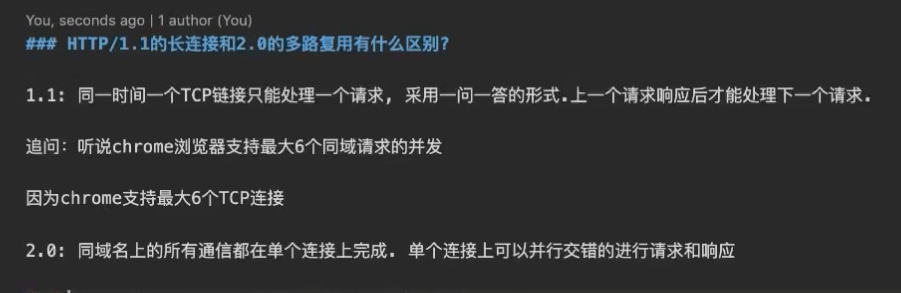 You, seconds ago | 1 author (You)
### HTTP/1.1的长连接和2.0的多路复用有什么区别?
1.1: 同一时间一个TCP链接只能处理一个请求, 采用一问一答的形式.上一个请求响应后才能处理下一个请求.
追问: 听说chrome浏览器支持最大6个同域请求的并发
因为chrome支持最大6个TCP连接
2.0: 同域名上的所有通信都在单个连接上完成. 单个连接上可以并行交错的进行请求和响应